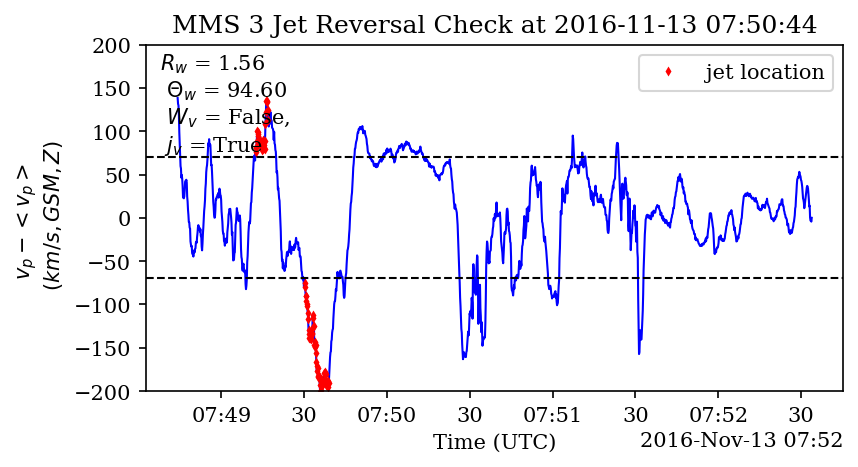 MMS 3 Jet Reversal Check at 2016-11-13 07:50:44
R_w = 1.56
Θ_w = 94.60
W_v = False,
j_v = True
jet location
v_p − < v_p >
(km/s, GSM, Z)
200
150
100
50
0
−50
−100
−150
−200
07:49 30 07:50 30 07:51 30 07:52 30
Time (UTC)
2016-Nov-13 07:52